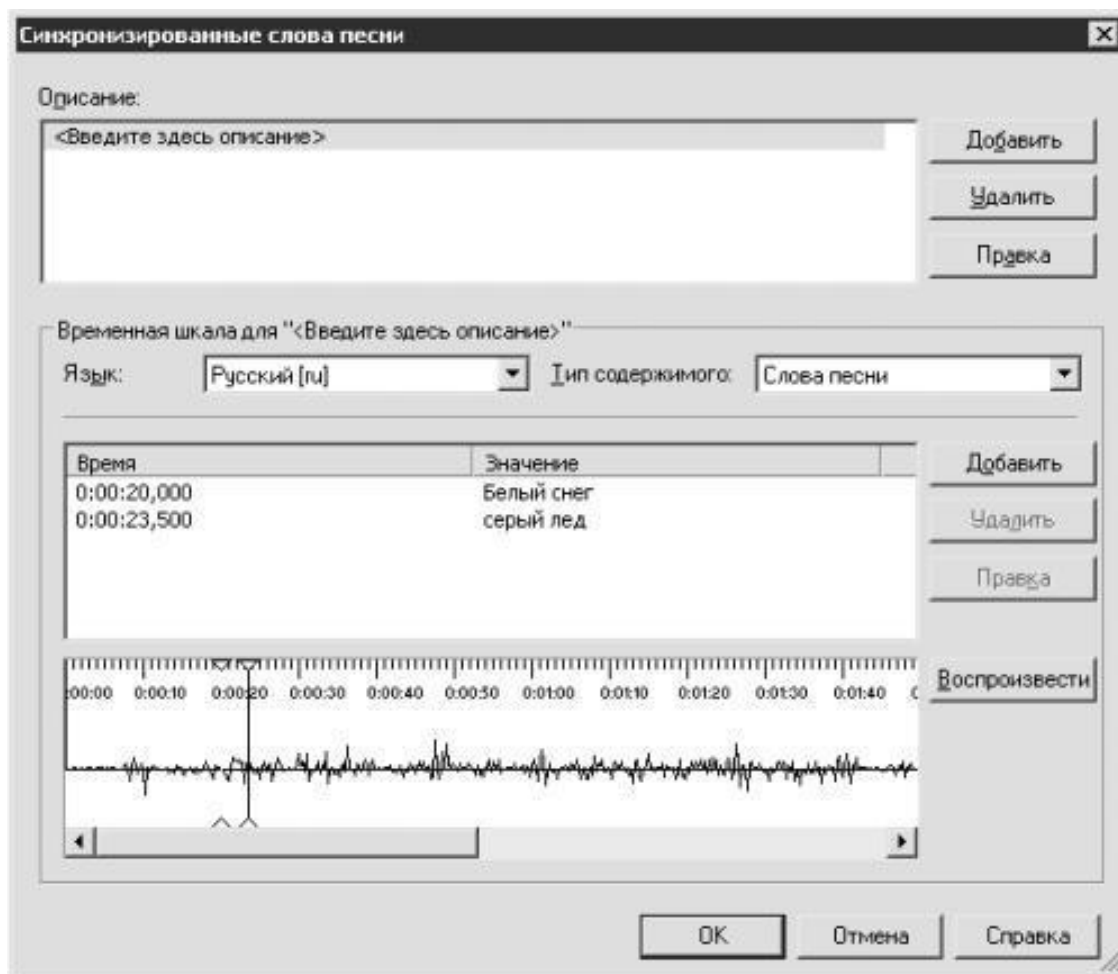 Синхронизированные слова песни
Описание:
<Введите здесь описание>
Добавить
Удалить
Правка
Временная шкала для "<Введите здесь описание>"
Язык: Русский [ru] Тип содержимого: Слова песни
Время Значение
0:00:20,000 Белый снег
0:00:23,500 серый лед
Добавить
Удалить
Правка
:00:00 0:00:10 0:00:20 0:00:30 0:00:40 0:00:50 0:01:00 0:01:10 0:01:20 0:01:30 0:01:40
Воспроизвести
OK Отмена Справка